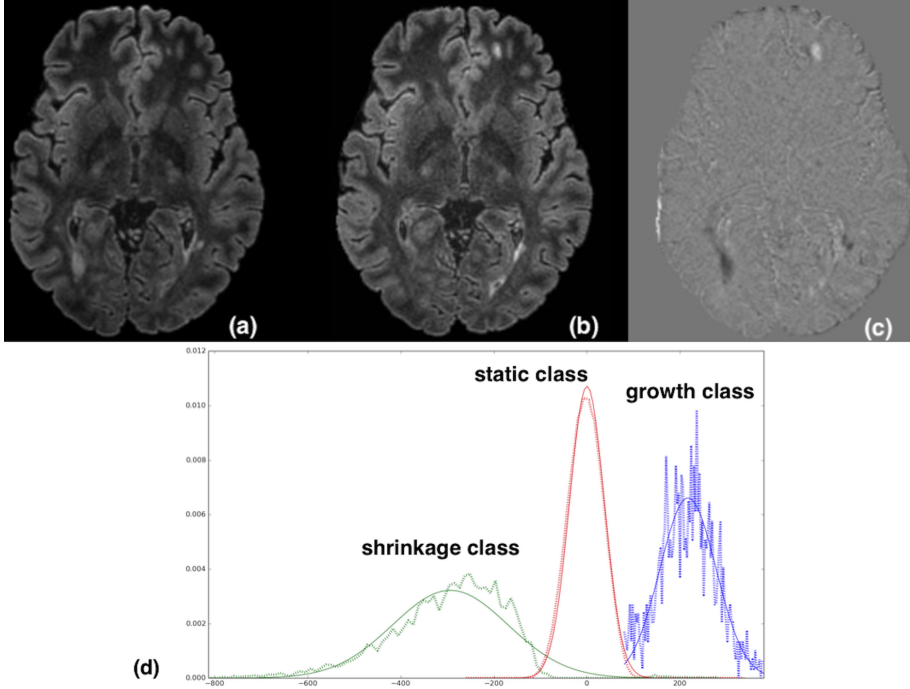 (a)
(b)
(c)
static class
growth class
shrinkage class
0.012
0.010
0.008
0.006
0.004
0.002
0.000
−800
−600
−400
−200
0
200
(d)